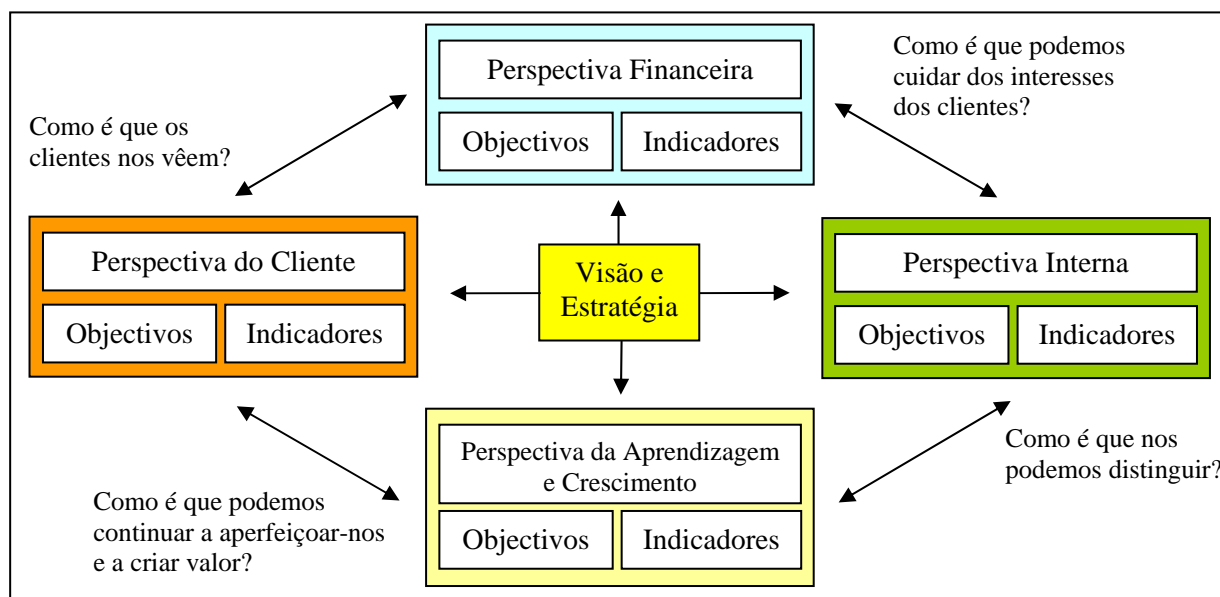 Perspectiva Financeira
Objectivos
Indicadores
Como é que podemos
cuidar dos interesses
dos clientes?
Como é que os
clientes nos vêem?
Perspectiva do Cliente
Objectivos
Indicadores
Visão e
Estratégia
Perspectiva Interna
Objectivos
Indicadores
Perspectiva da Aprendizagem
e Crescimento
Objectivos
Indicadores
Como é que nos
podemos distinguir?
Como é que podemos
continuar a aperfeiçoar-nos
e a criar valor?